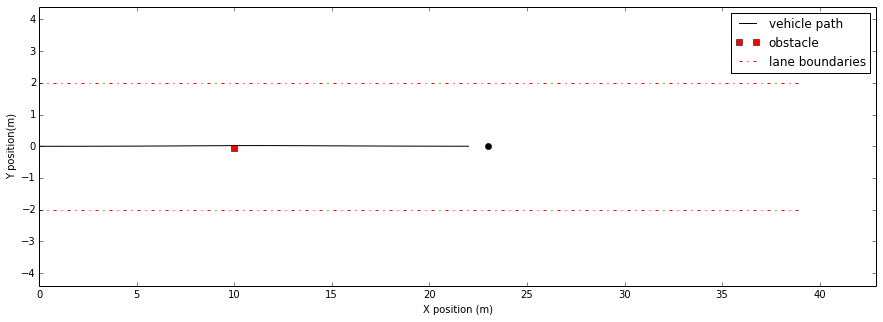 4
3
2
1
0
−1
−2
−3
−4
Y position(m)
0 5 10 15 20 25 30 35 40
X position (m)
vehicle path
obstacle
lane boundaries